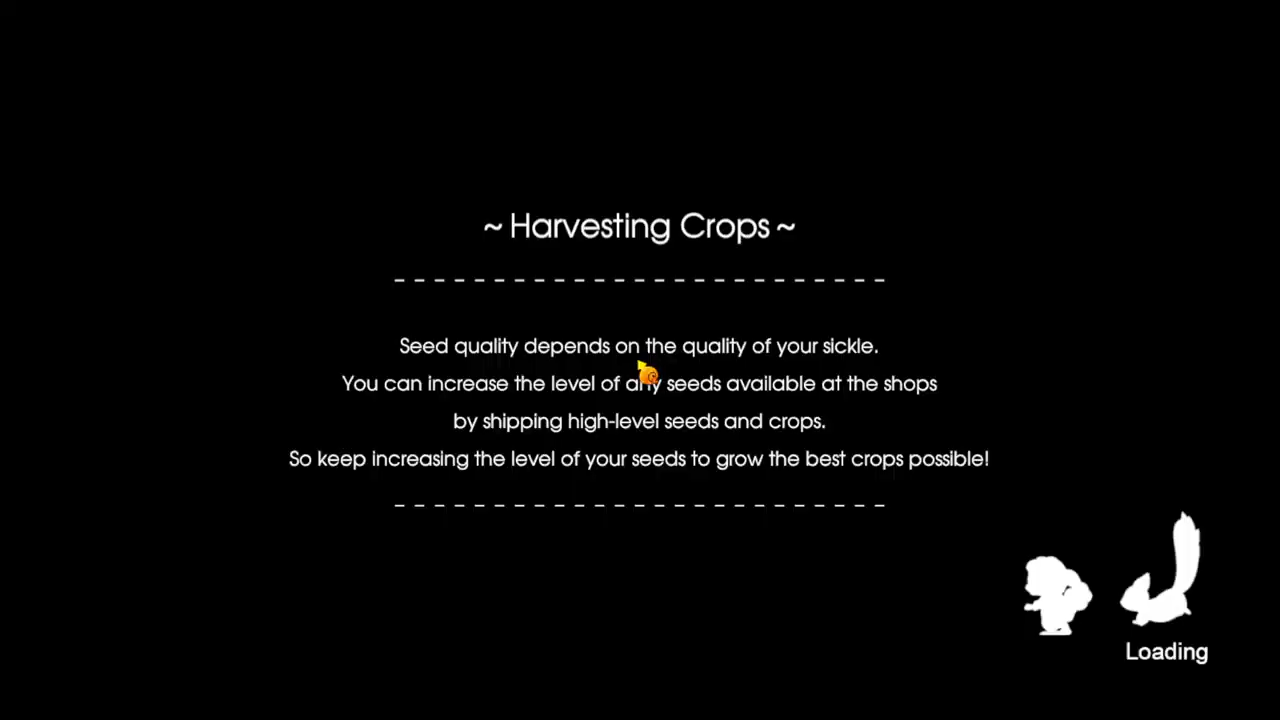 ~ Harvesting Crops ~
Seed quality depends on the quality of your sickle.
You can increase the level of any seeds available at the shops
by shipping high-level seeds and crops.
So keep increasing the level of your seeds to grow the best crops possible!
Loading